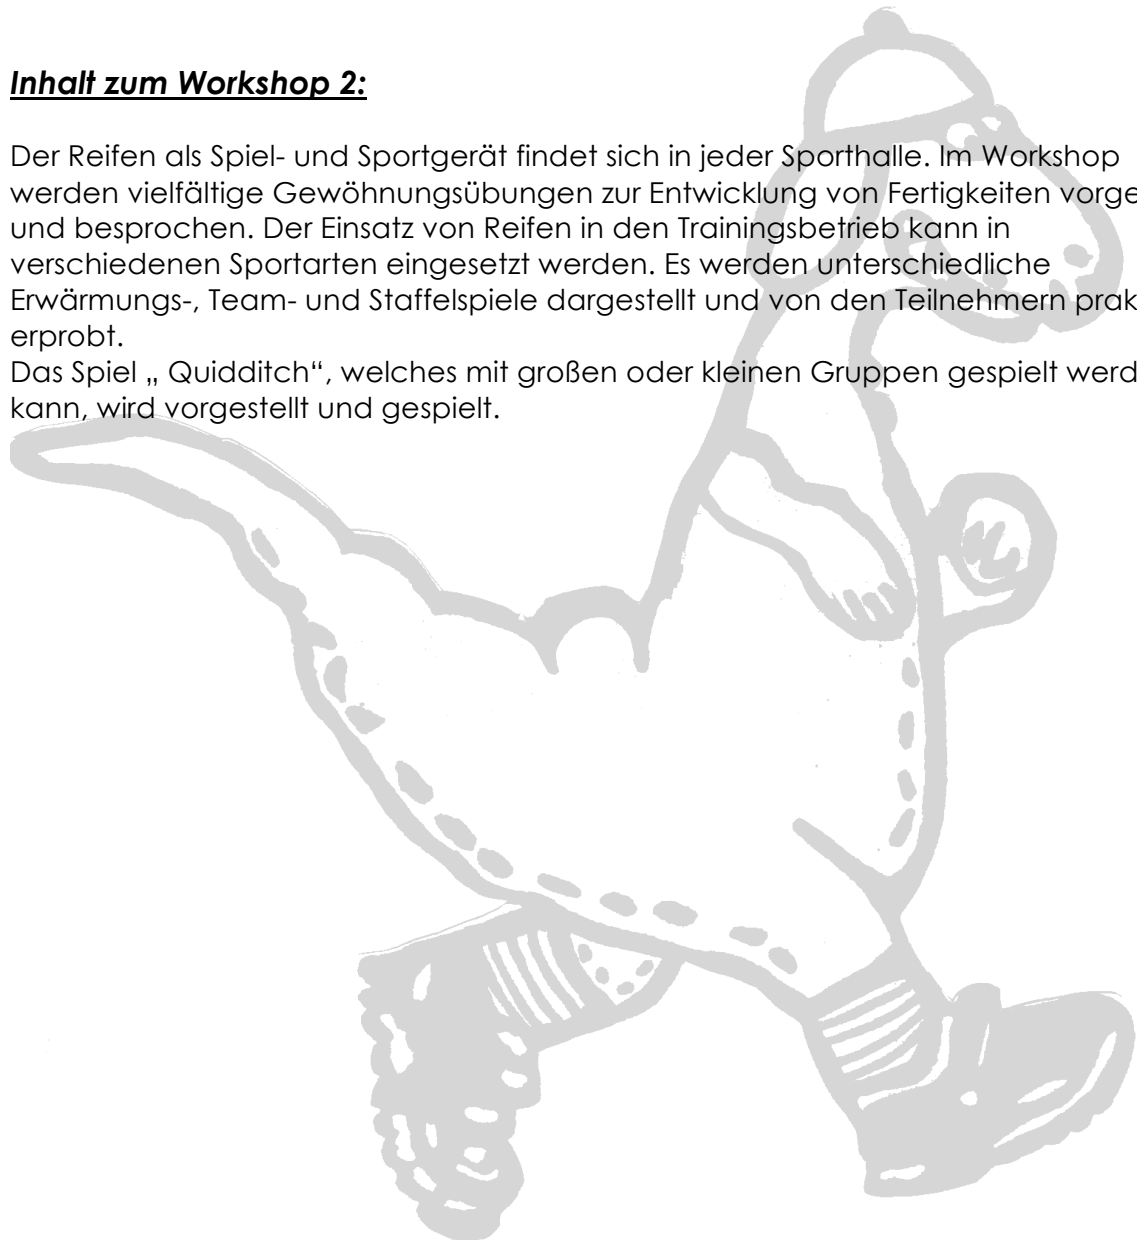 Inhalt zum Workshop 2:
Der Reifen als Spiel- und Sportgerät findet sich in jeder Sporthalle. Im Workshop
werden vielfältige Gewöhnungsübungen zur Entwicklung von Fertigkeiten vorge
und besprochen. Der Einsatz von Reifen in den Trainingsbetrieb kann in
verschiedenen Sportarten eingesetzt werden. Es werden unterschiedliche
Erwärmungs-, Team- und Staffelspiele dargestellt und von den Teilnehmern prak
erprobt.
Das Spiel „ Quidditch“, welches mit großen oder kleinen Gruppen gespielt werd
kann, wird vorgestellt und gespielt.